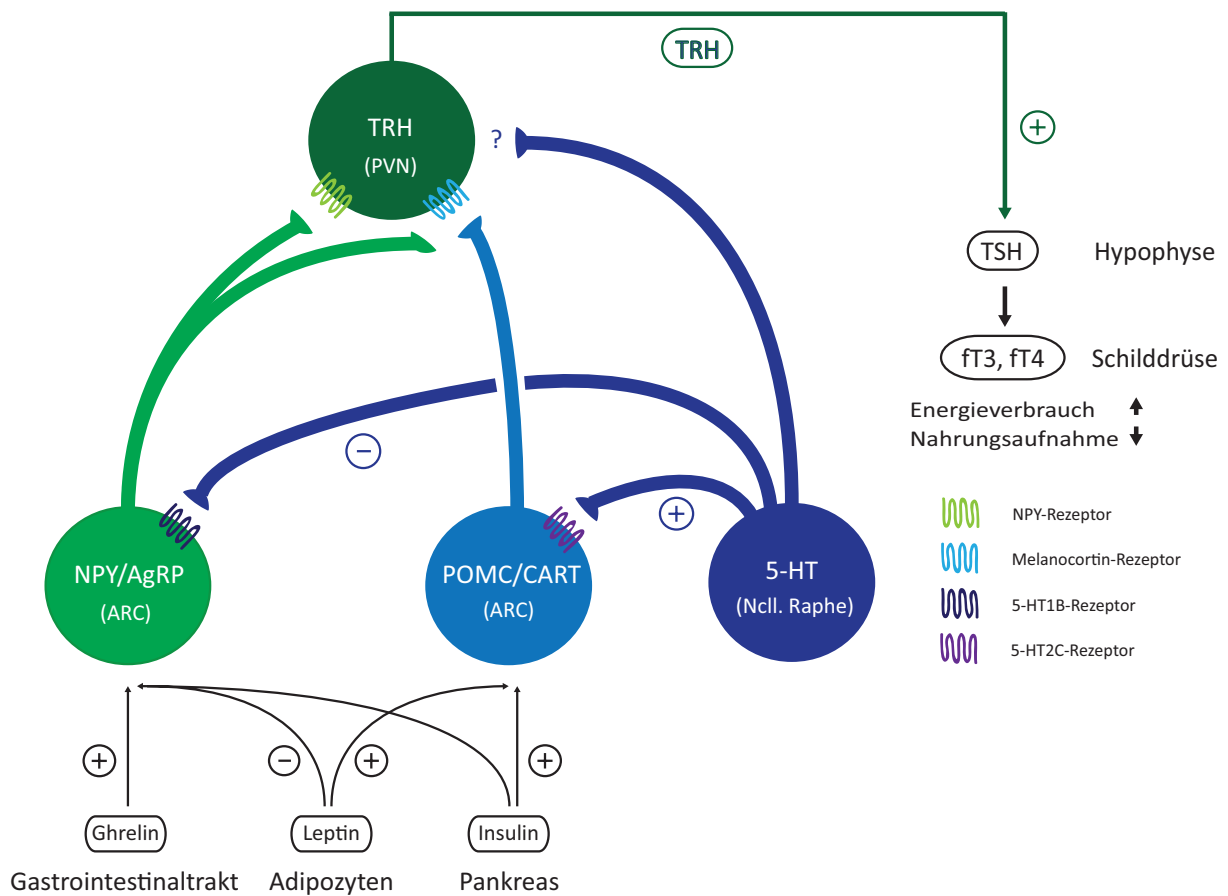 TRH
TRH
(PVN)
?
+
TSH
Hypophyse
fT3, fT4
Schilddrüse
Energieverbrauch
Nahrungsaufnahme
−
+
NPY/AgRP
(ARC)
POMC/CART
(ARC)
5-HT
(Ncll. Raphe)
NPY-Rezeptor
Melanocortin-Rezeptor
5-HT1B-Rezeptor
5-HT2C-Rezeptor
+
−
+
+
Ghrelin
Leptin
Insulin
Gastrointestinaltrakt
Adipozyten
Pankreas